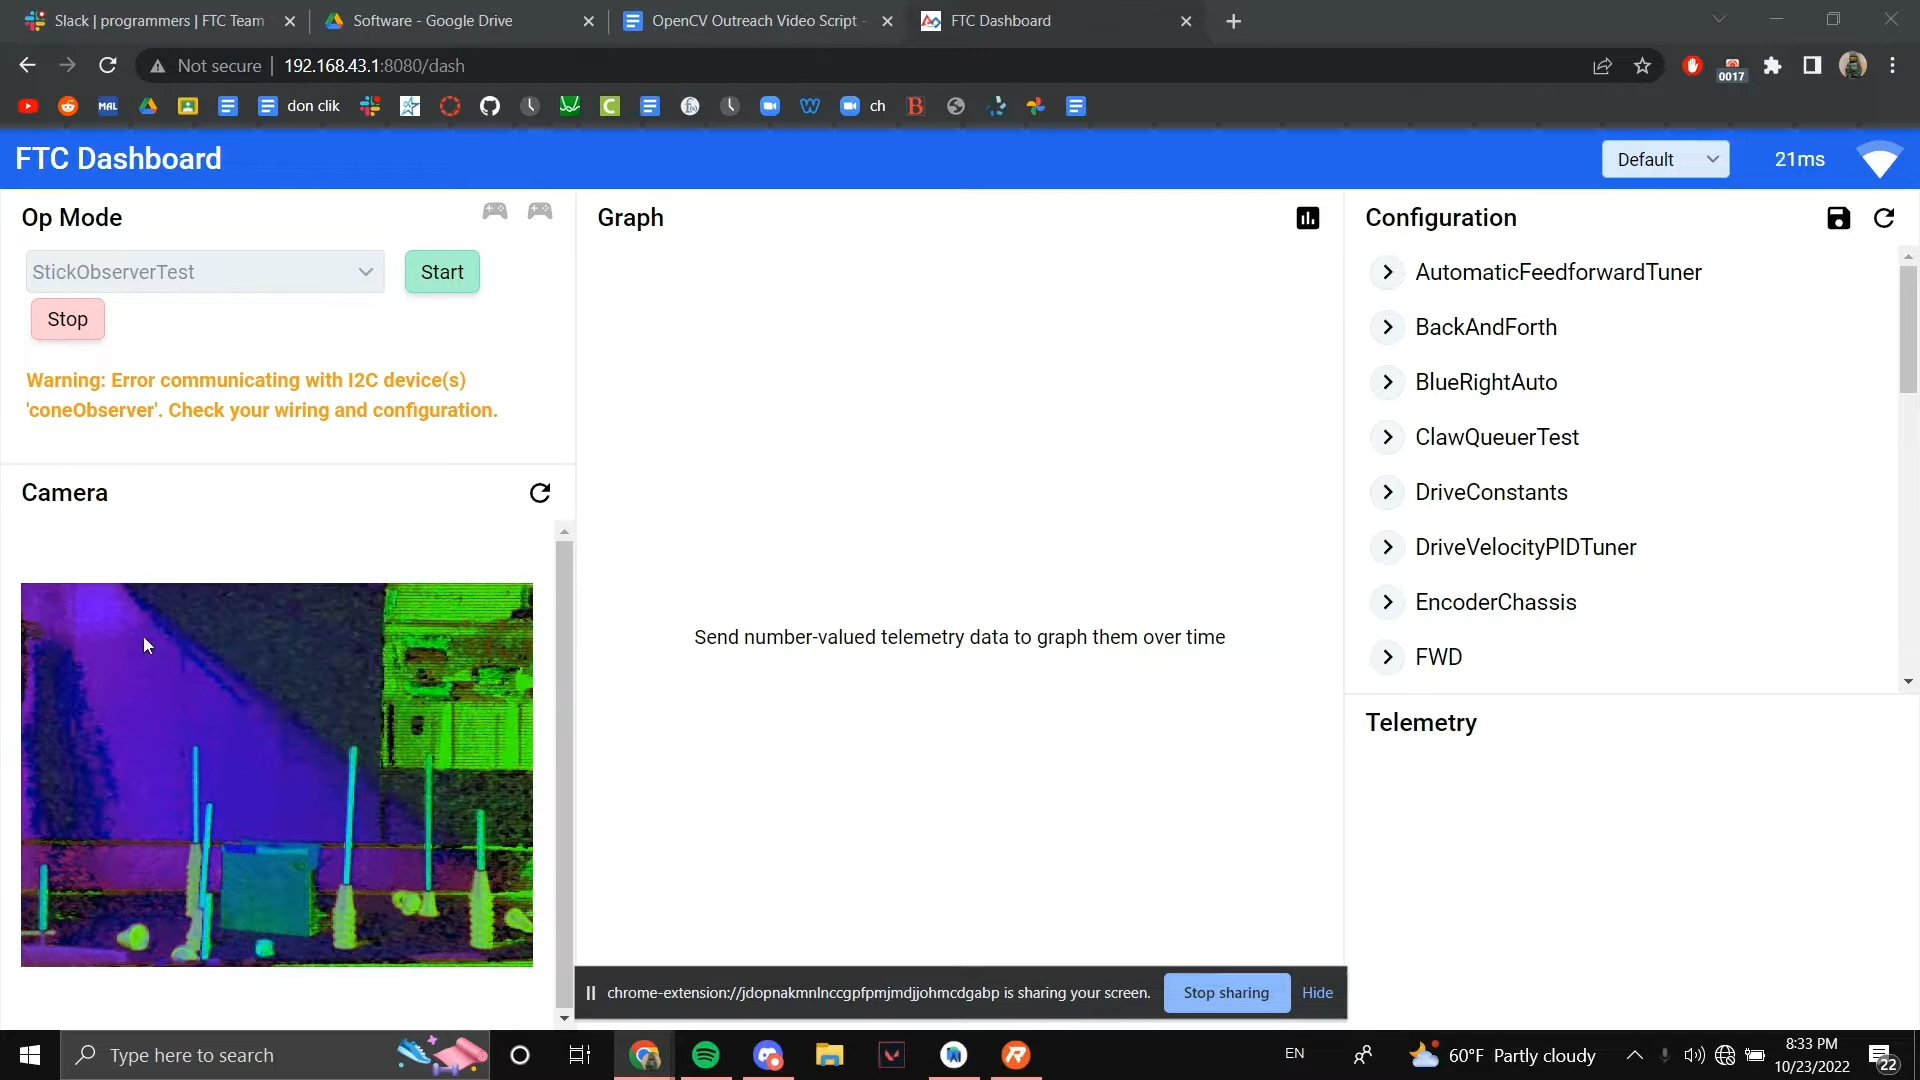 Slack | programmers | FTC Team
Software - Google Drive
OpenCV Outreach Video Script -
FTC Dashboard
Not secure
192.168.43.1:8080/dash
0017
MAL
don clik
ch
FTC Dashboard
Default
21ms
Op Mode
StickObserverTest
Start
Stop
Warning: Error communicating with I2C device(s)
'coneObserver'. Check your wiring and configuration.
Camera
Graph
Send number-valued telemetry data to graph them over time
Configuration
AutomaticFeedforwardTuner
BackAndForth
BlueRightAuto
ClawQueuerTest
DriveConstants
DriveVelocityPIDTuner
EncoderChassis
FWD
Telemetry
chrome-extension://jdopnakmnlnccgpfpmjmdjjohmcdgabp is sharing your screen.
Stop sharing
Hide
Type here to search
EN
60°F Partly cloudy
8:33 PM
10/23/2022
22